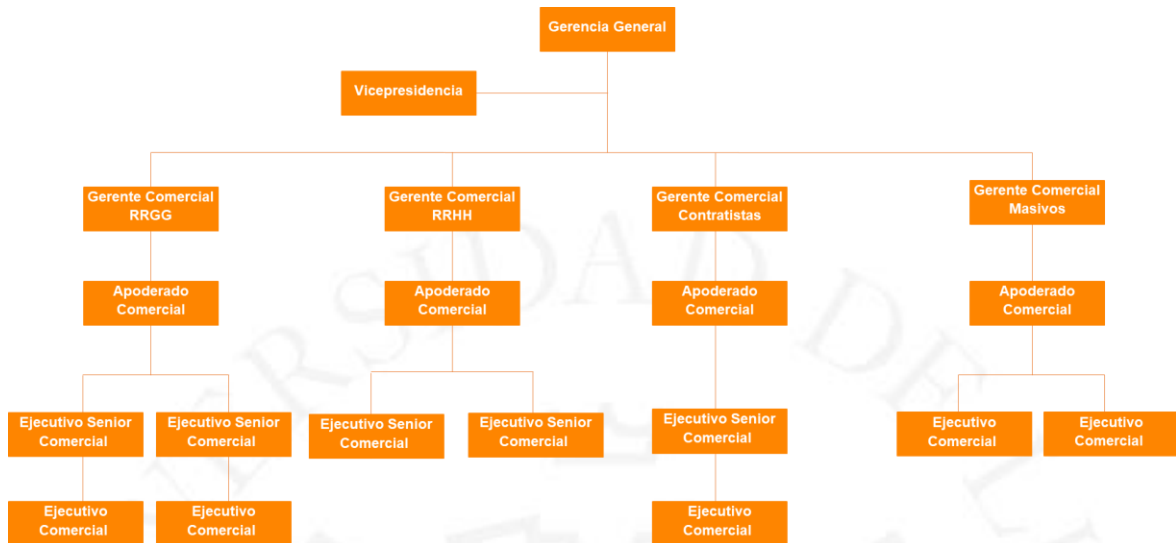 Gerencia General
Vicepresidencia
Gerente Comercial
RRGG
Gerente Comercial
RRHH
Gerente Comercial
Contratistas
Gerente Comercial
Masivos
Apoderado
Comercial
Apoderado
Comercial
Apoderado
Comercial
Apoderado
Comercial
Ejecutivo Senior
Comercial
Ejecutivo Senior
Comercial
Ejecutivo Senior
Comercial
Ejecutivo Senior
Comercial
Ejecutivo Senior
Comercial
Ejecutivo
Comercial
Ejecutivo
Comercial
Ejecutivo
Comercial
Ejecutivo
Comercial
Ejecutivo
Comercial
VERSIDAD DE L